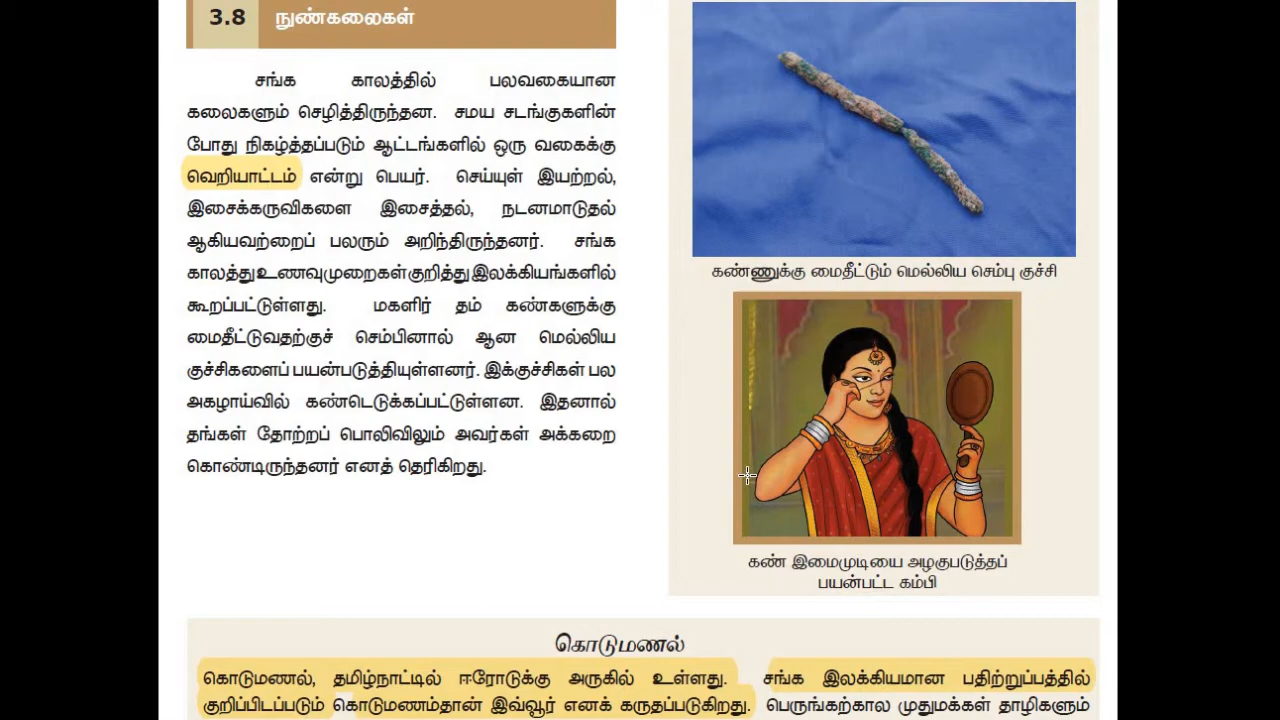 3.8 நுண்கலைகள்
சங்க காலத்தில் பலவகையான
கலைகளும் செழித்திருந்தன. சமய சடங்குகளின்
போது நிகழ்த்தப்படும் ஆட்டங்களில் ஒரு வகைக்கு
வெறியாட்டம் என்று பெயர். செய்யுள் இயற்றல்,
இசைக்கருவிகளை இசைத்தல், நடனமாடுதல்
ஆகியவற்றைப் பலரும் அறிந்திருந்தனர். சங்க
காலத்து உணவு முறைகள் குறித்து இலக்கியங்களில்
கூறப்பட்டுள்ளது. மகளிர் தம் கண்களுக்கு
மைதீட்டுவதற்குச் செம்பினால் ஆன மெல்லிய
குச்சிகளைப் பயன்படுத்தியுள்ளனர். இக்குச்சிகள் பல
அகழாய்வில் கண்டெடுக்கப்பட்டுள்ளன. இதனால்
தங்கள் தோற்றப் பொலிவிலும் அவர்கள் அக்கறை
கொண்டிருந்தனர் எனத் தெரிகிறது.
கண்ணுக்கு மைதீட்டும் மெல்லிய செம்பு குச்சி
கண் இமைமுடியை அழகுபடுத்தப்
பயன்பட்ட கம்பி
கொடுமணல்
கொடுமணல், தமிழ்நாட்டில் ஈரோடுக்கு அருகில் உள்ளது. சங்க இலக்கியமான பதிற்றுப்பத்தில்
குறிப்பிடப்படும் கொடுமணம்தான் இவ்வூர் எனக் கருதப்படுகிறது. பெருங்கற்கால முதுமக்கள் தாழிகளும்